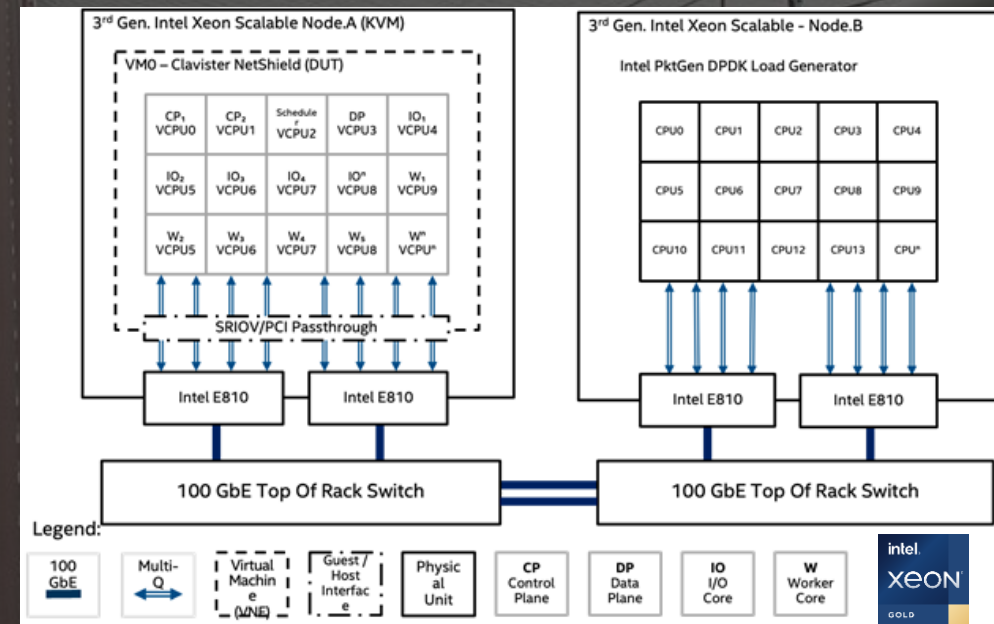 3rd Gen. Intel Xeon Scalable Node.A (KVM)
VM0 – Clavister NetShield (DUT)
CP₁
VCPU0
CP₂
VCPU1
Schedule
r
VCPU2
DP
VCPU3
IO₁
VCPU4
IO₂
VCPU5
IO₃
VCPU6
IO₄
VCPU7
IOⁿ
VCPU8
W₁
VCPU9
W₂
VCPU5
W₃
VCPU6
W₄
VCPU7
W₅
VCPU8
Wⁿ
VCPUⁿ
SRIOV/PCI Passthrough
Intel E810
Intel E810
3rd Gen. Intel Xeon Scalable - Node.B
Intel PktGen DPDK Load Generator
CPU0
CPU1
CPU2
CPU3
CPU4
CPU5
CPU6
CPU7
CPU8
CPU9
CPU10
CPU11
CPU12
CPU13
CPUⁿ
Intel E810
Intel E810
100 GbE Top Of Rack Switch
100 GbE Top Of Rack Switch
Legend:
100
GbE
Multi-
Q
Virtual
Machin
e
(VNE)
Guest /
Host
Interfac
e
Physic
al
Unit
CP
Control
Plane
DP
Data
Plane
IO
I/O
Core
W
Worker
Core
intel.
XEON
GOLD